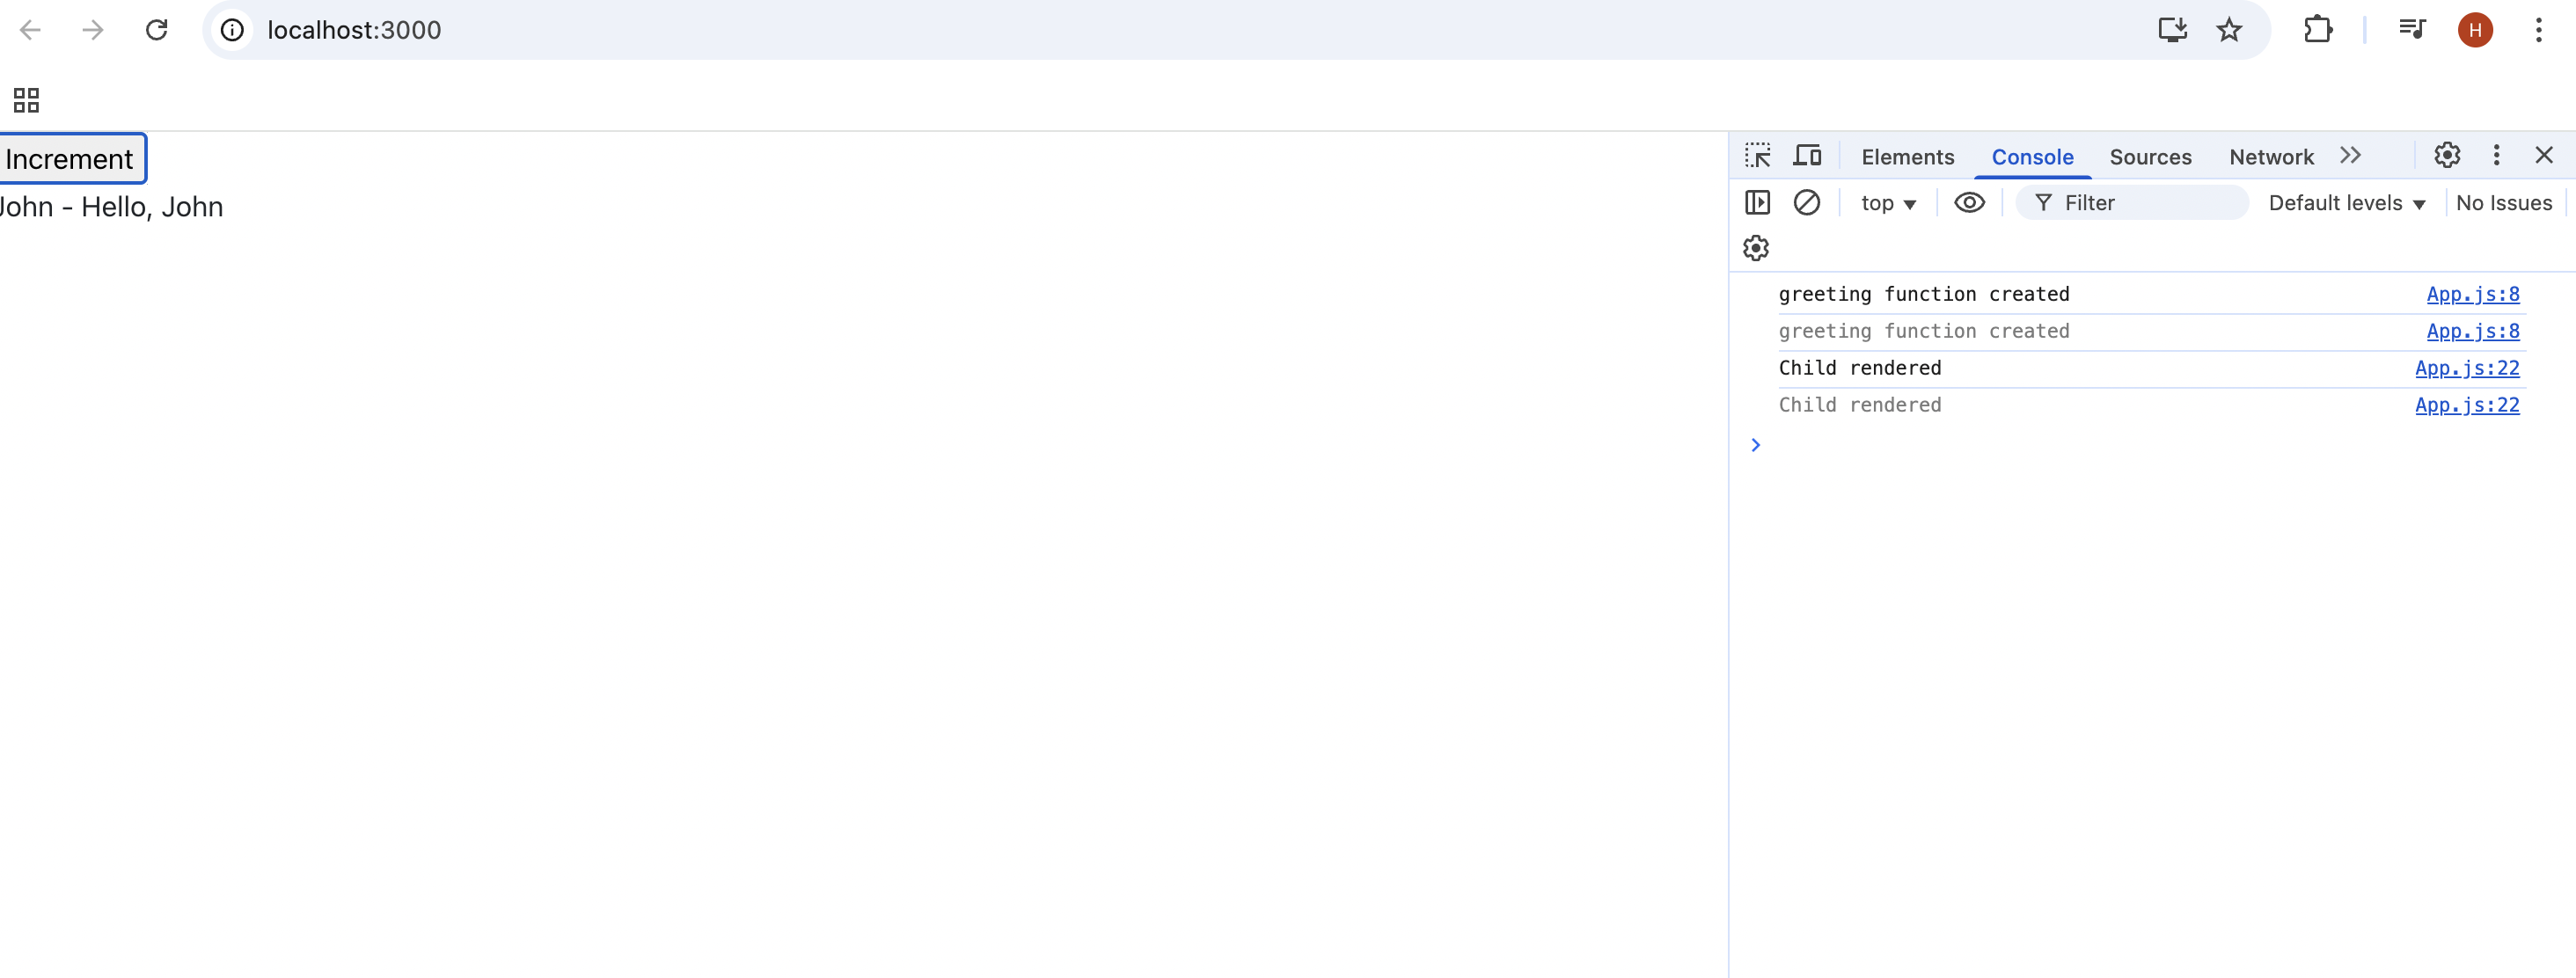 localhost:3000
H
Increment
John - Hello, John
Elements Console Sources Network
top Filter Default levels No Issues
greeting function created App.js:8
greeting function created App.js:8
Child rendered App.js:22
Child rendered App.js:22